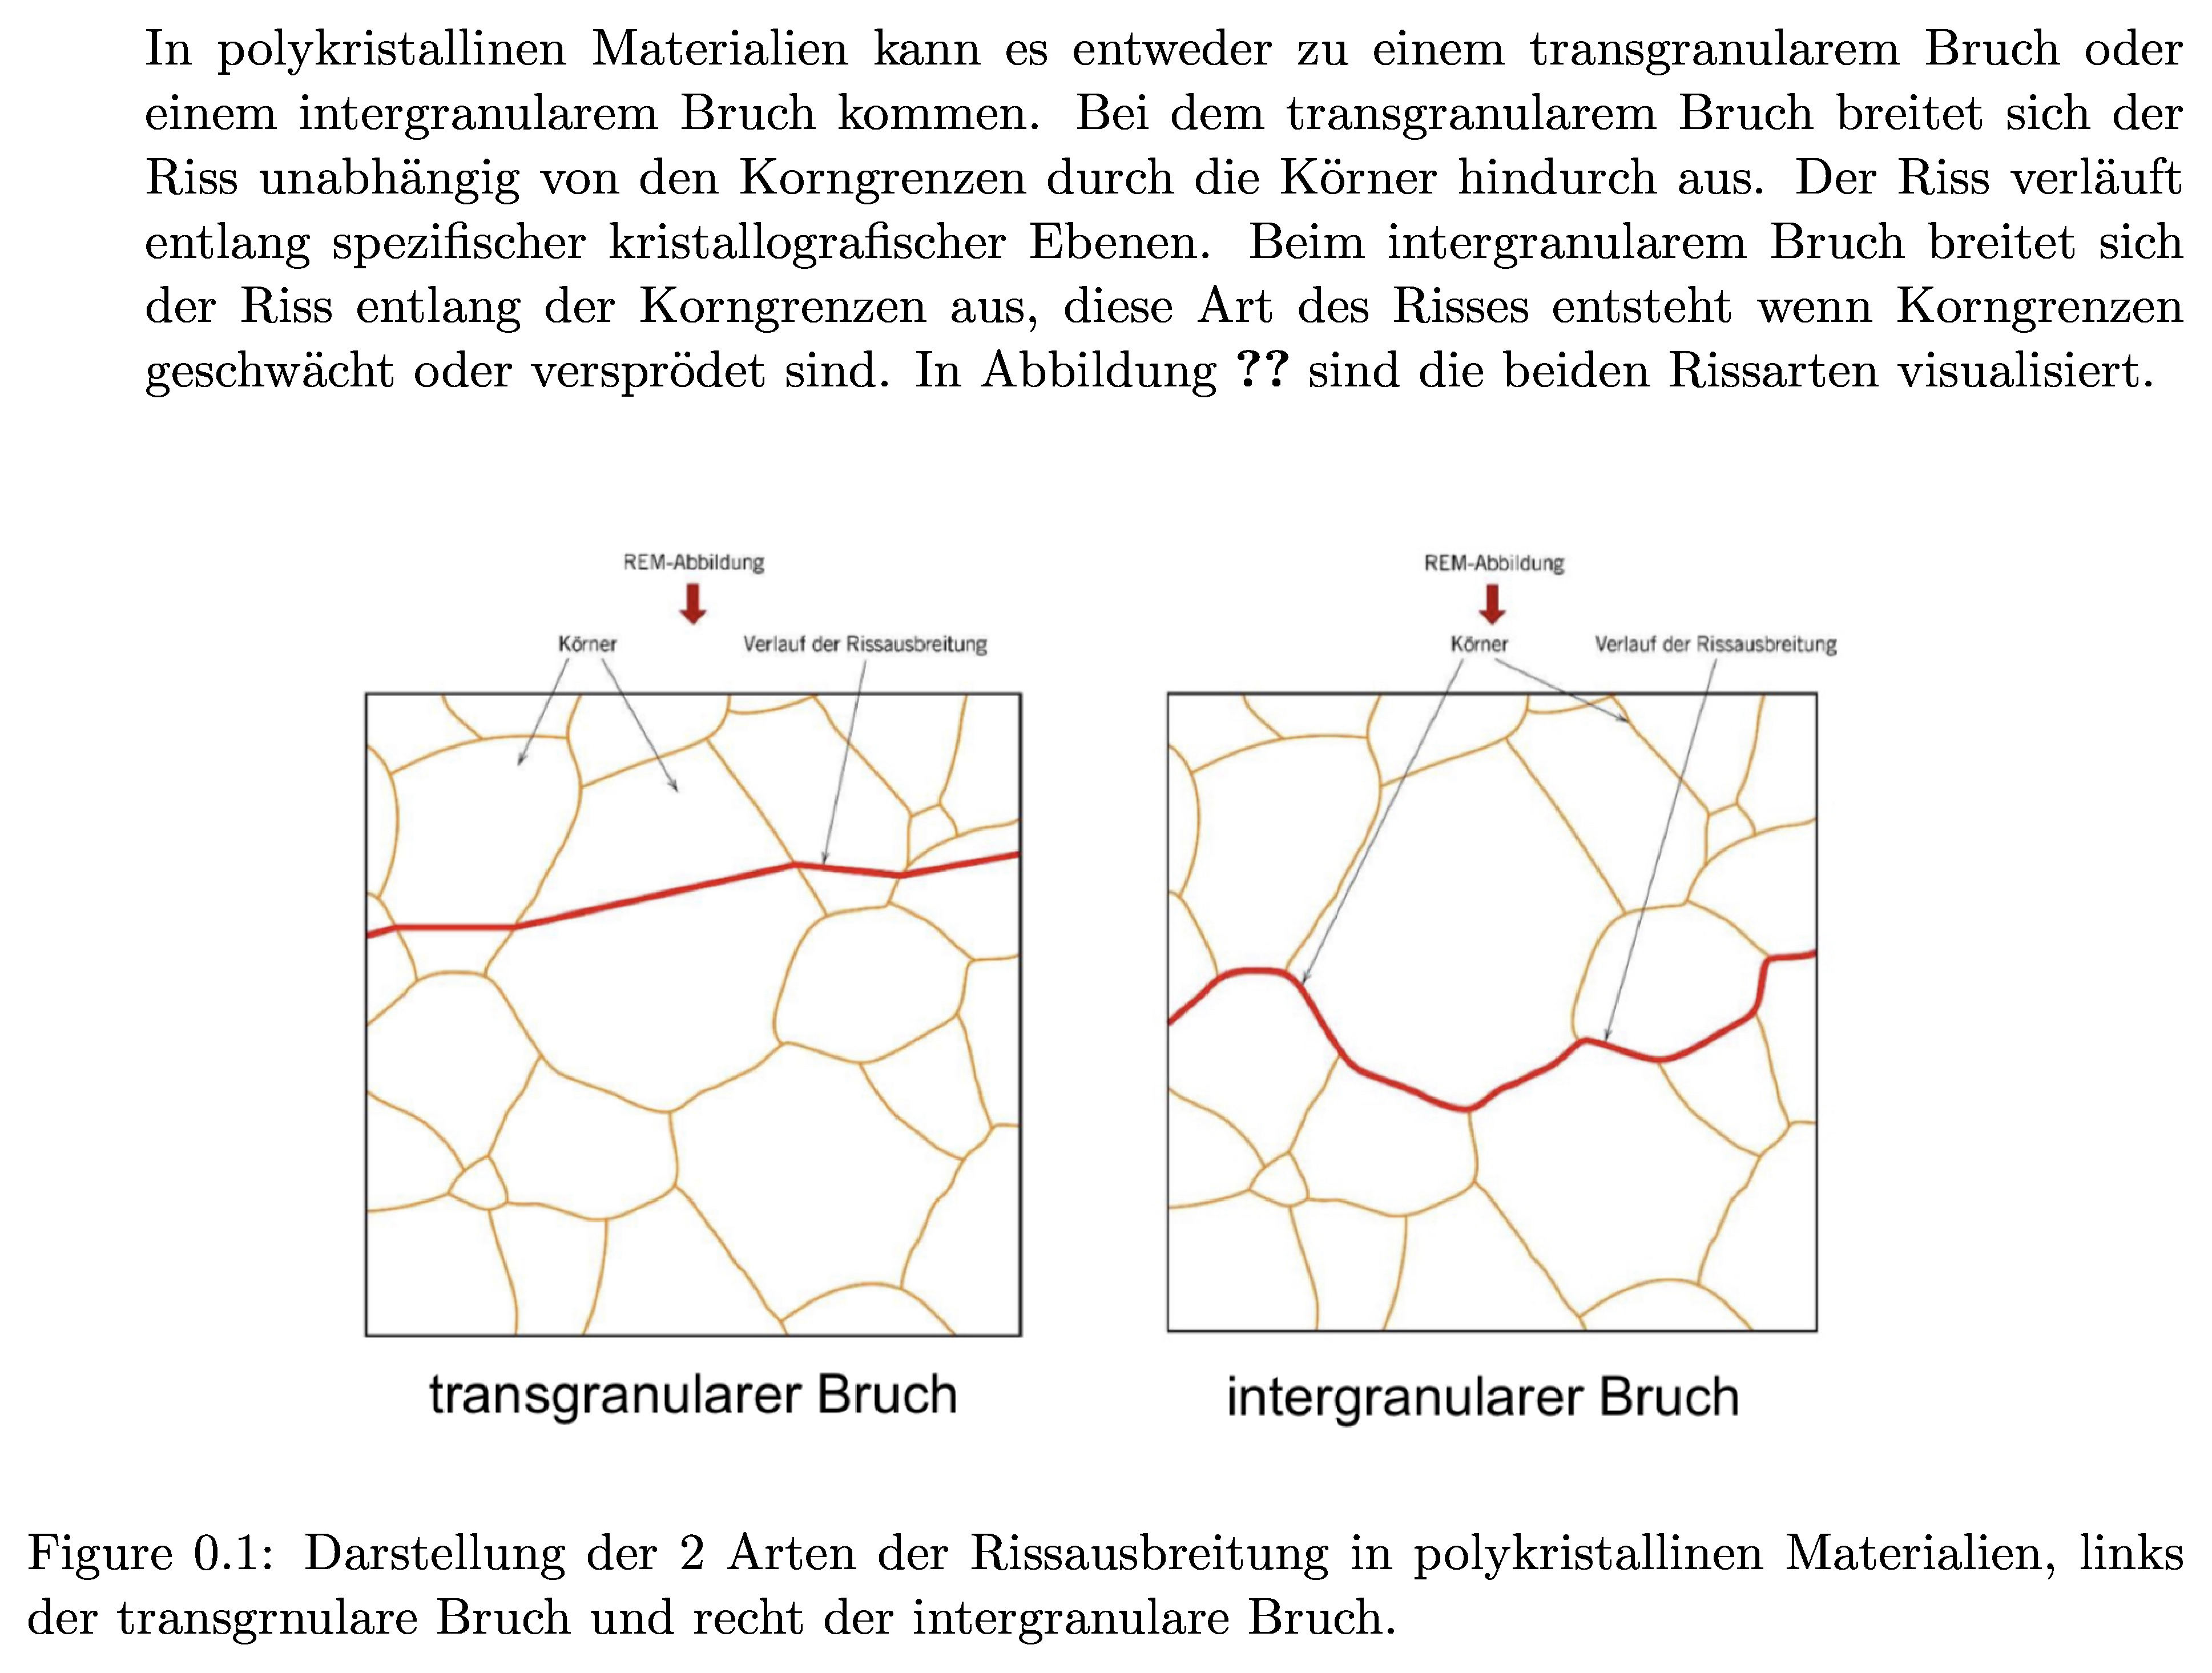 In polykristallinen Materialien kann es entweder zu einem transgranularem Bruch oder
einem intergranularem Bruch kommen. Bei dem transgranularem Bruch breitet sich der
Riss unabhängig von den Korngrenzen durch die Körner hindurch aus. Der Riss verläuft
entlang spezifischer kristallografischer Ebenen. Beim intergranularem Bruch breitet sich
der Riss entlang der Korngrenzen aus, diese Art des Risses entsteht wenn Korngrenzen
geschwächt oder versprödet sind. In Abbildung ?? sind die beiden Rissarten visualisiert.
REM-Abbildung
Körner
Verlauf der Rissausbreitung
transgranularer Bruch
REM-Abbildung
Körner
Verlauf der Rissausbreitung
intergranularer Bruch
Figure 0.1: Darstellung der 2 Arten der Rissausbreitung in polykristallinen Materialien, links
der transgrnulare Bruch und recht der intergranulare Bruch.